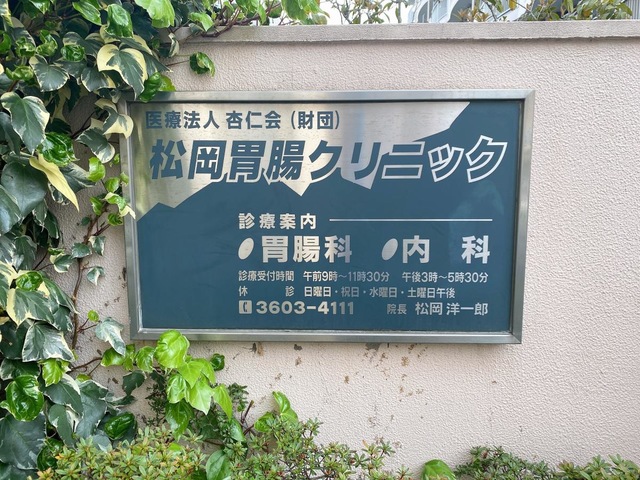 医療法人 杏仁会（財団）
松岡胃腸クリニック
診療案内
胃腸科 内科
診療受付時間 午前9時～11時30分 午後3時～5時30分
休診 日曜日・祝日・水曜日・土曜日午後
3603-4111 院長 松岡 洋一郎